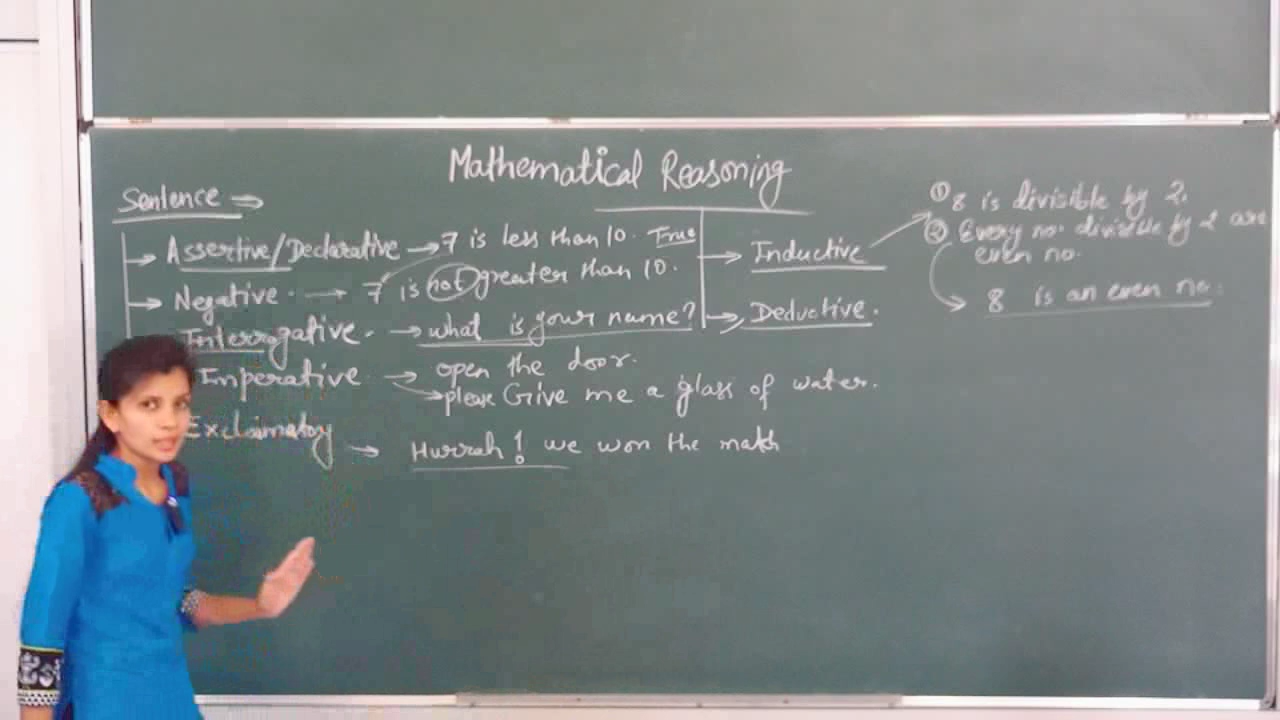 Mathematical Reasoning
Sentence ⇒
Assertive/Declarative → 7 is less than 10. True
Negative. → 7 is not greater than 10.
Interrogative. → what is your name?
Imperative → open the door.
→ please Give me a glass of water.
Exclamatory → Hurrah! we won the match
→ Inductive
→ Deductive.
① 8 is divisible by 2.
② Every no. divisible by 2 are
even no.
→ 8 is an even no.